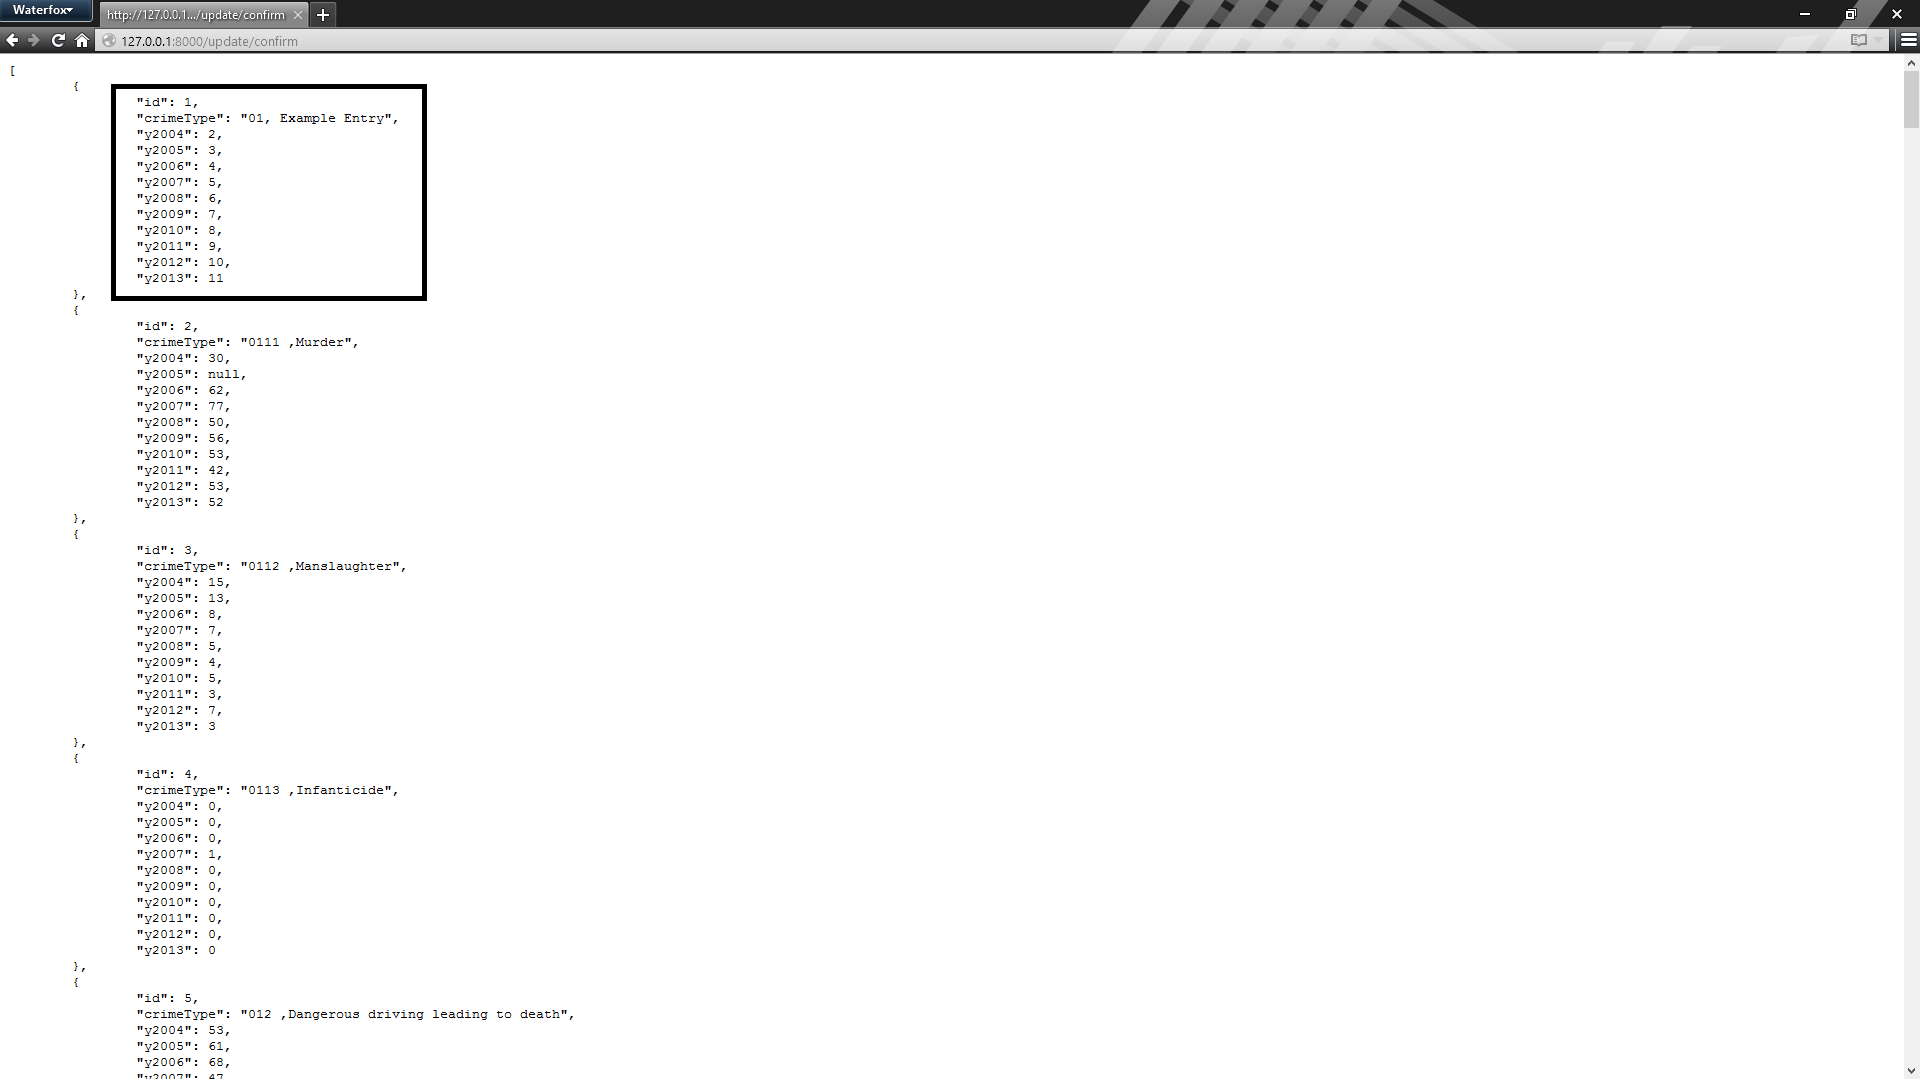 Waterfox
http://127.0.0.1.../update/confirm
127.0.0.1:8000/update/confirm
[
{
"id": 1,
"crimeType": "01, Example Entry",
"y2004": 2,
"y2005": 3,
"y2006": 4,
"y2007": 5,
"y2008": 6,
"y2009": 7,
"y2010": 8,
"y2011": 9,
"y2012": 10,
"y2013": 11
},
{
"id": 2,
"crimeType": "0111 ,Murder",
"y2004": 30,
"y2005": null,
"y2006": 62,
"y2007": 77,
"y2008": 50,
"y2009": 56,
"y2010": 53,
"y2011": 42,
"y2012": 53,
"y2013": 52
},
{
"id": 3,
"crimeType": "0112 ,Manslaughter",
"y2004": 15,
"y2005": 13,
"y2006": 8,
"y2007": 7,
"y2008": 5,
"y2009": 4,
"y2010": 5,
"y2011": 3,
"y2012": 7,
"y2013": 3
},
{
"id": 4,
"crimeType": "0113 ,Infanticide",
"y2004": 0,
"y2005": 0,
"y2006": 0,
"y2007": 1,
"y2008": 0,
"y2009": 0,
"y2010": 0,
"y2011": 0,
"y2012": 0,
"y2013": 0
},
{
"id": 5,
"crimeType": "012 ,Dangerous driving leading to death",
"y2004": 53,
"y2005": 61,
"y2006": 68,
"y2007": 47